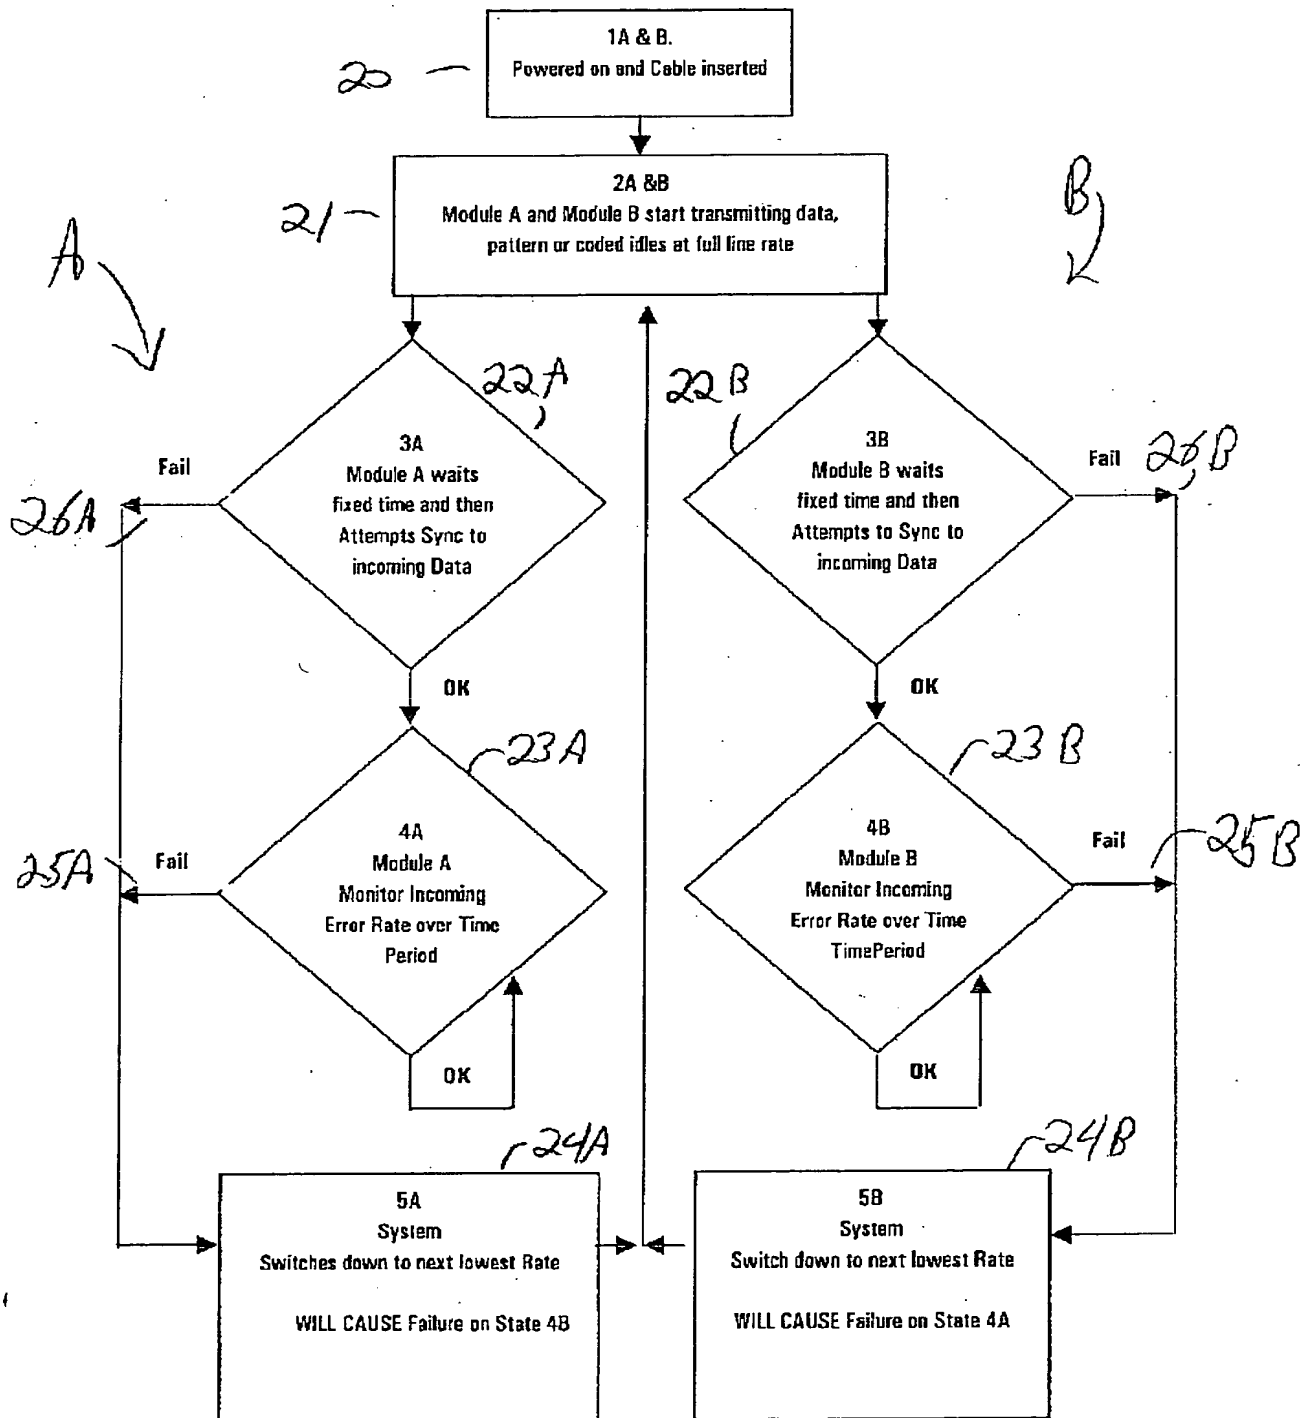 1A & B.
Powered on and Cable inserted
20
2A &B
Module A and Module B start transmitting data,
pattern or coded idles at full line rate
21
A
B
22A
22B
3A
Module A waits
fixed time and then
Attempts Sync to
incoming Data
Fail
26A
OK
3B
Module B waits
fixed time and then
Attempts to Sync to
incoming Data
Fail
26B
OK
23A
4A
Module A
Monitor Incoming
Error Rate over Time
Period
Fail
25A
OK
23B
4B
Module B
Monitor Incoming
Error Rate over Time
TimePeriod
Fail
25B
OK
24A
5A
System
Switches down to next lowest Rate
WILL CAUSE Failure on State 4B
24B
5B
System
Switch down to next lowest Rate
WILL CAUSE Failure on State 4A